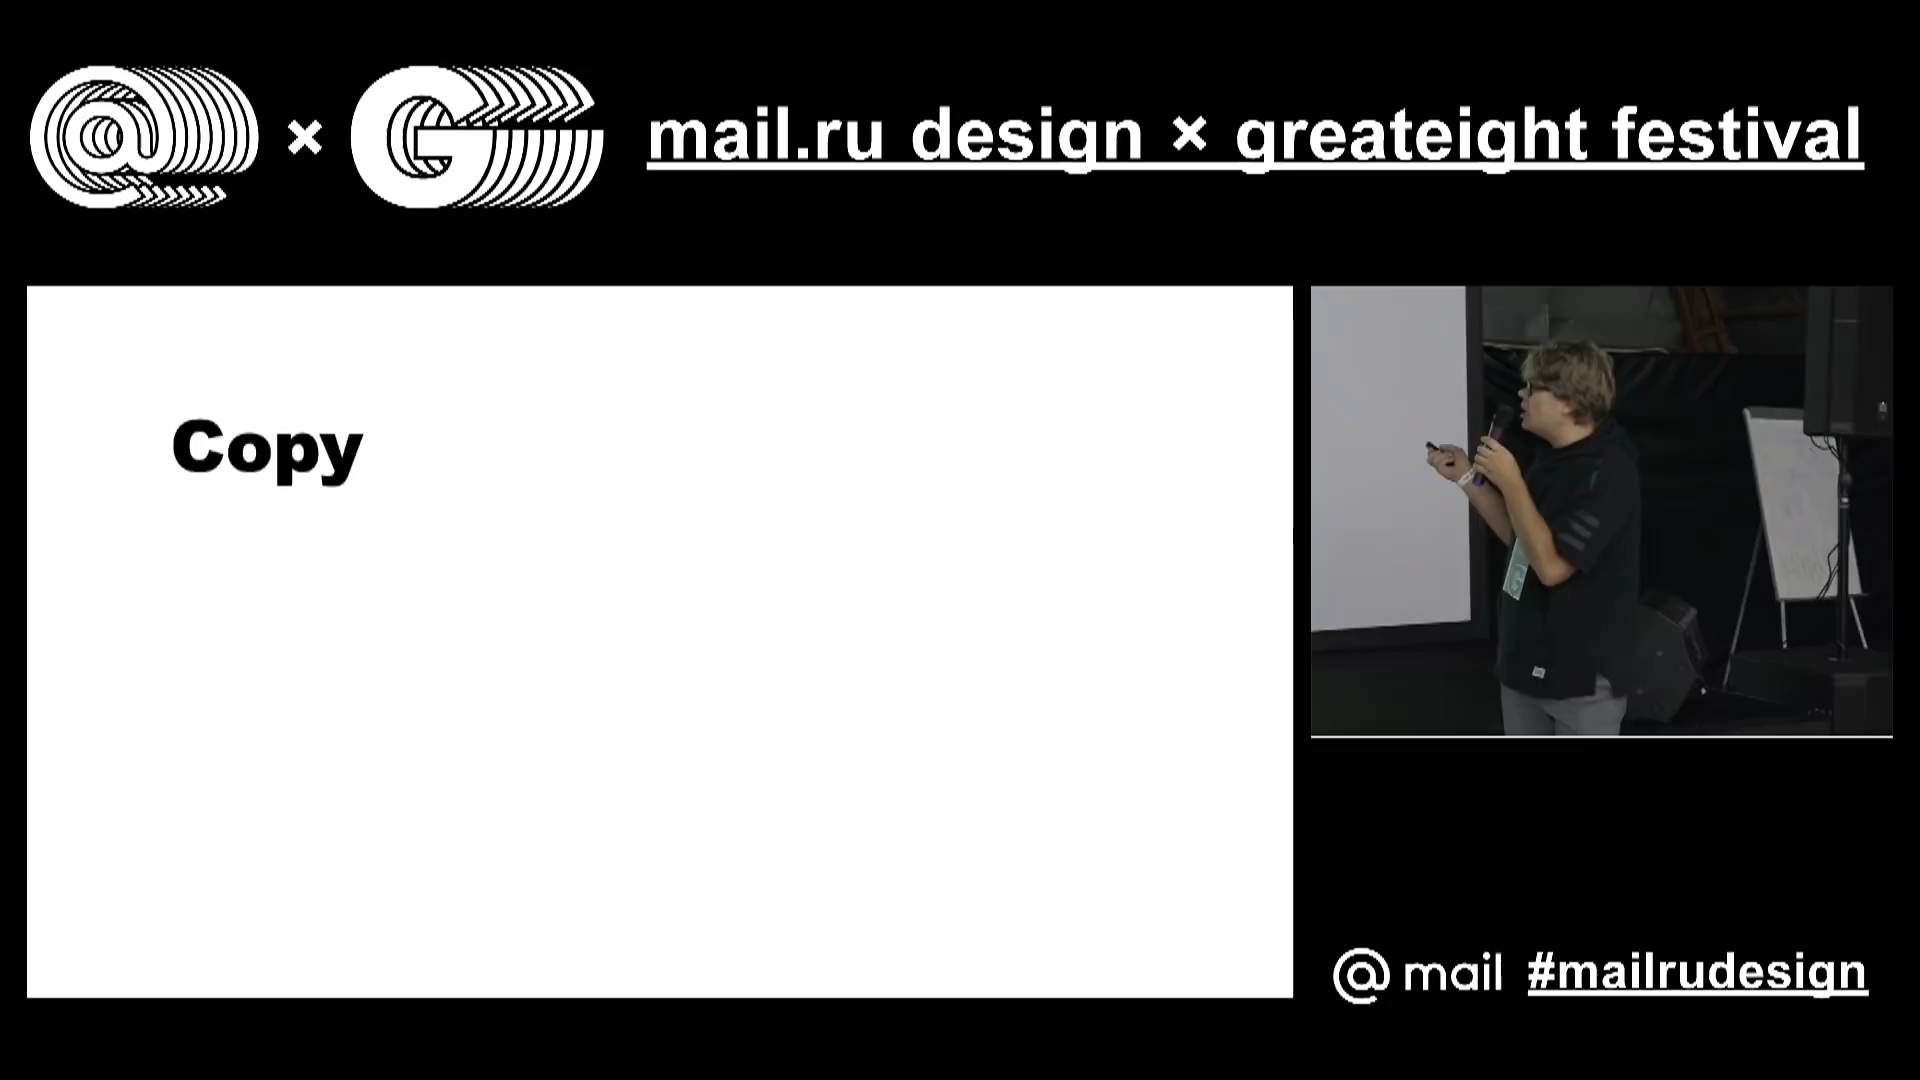 @ × G mail.ru design × greateight festival
Copy
@ mail #mailrudesign